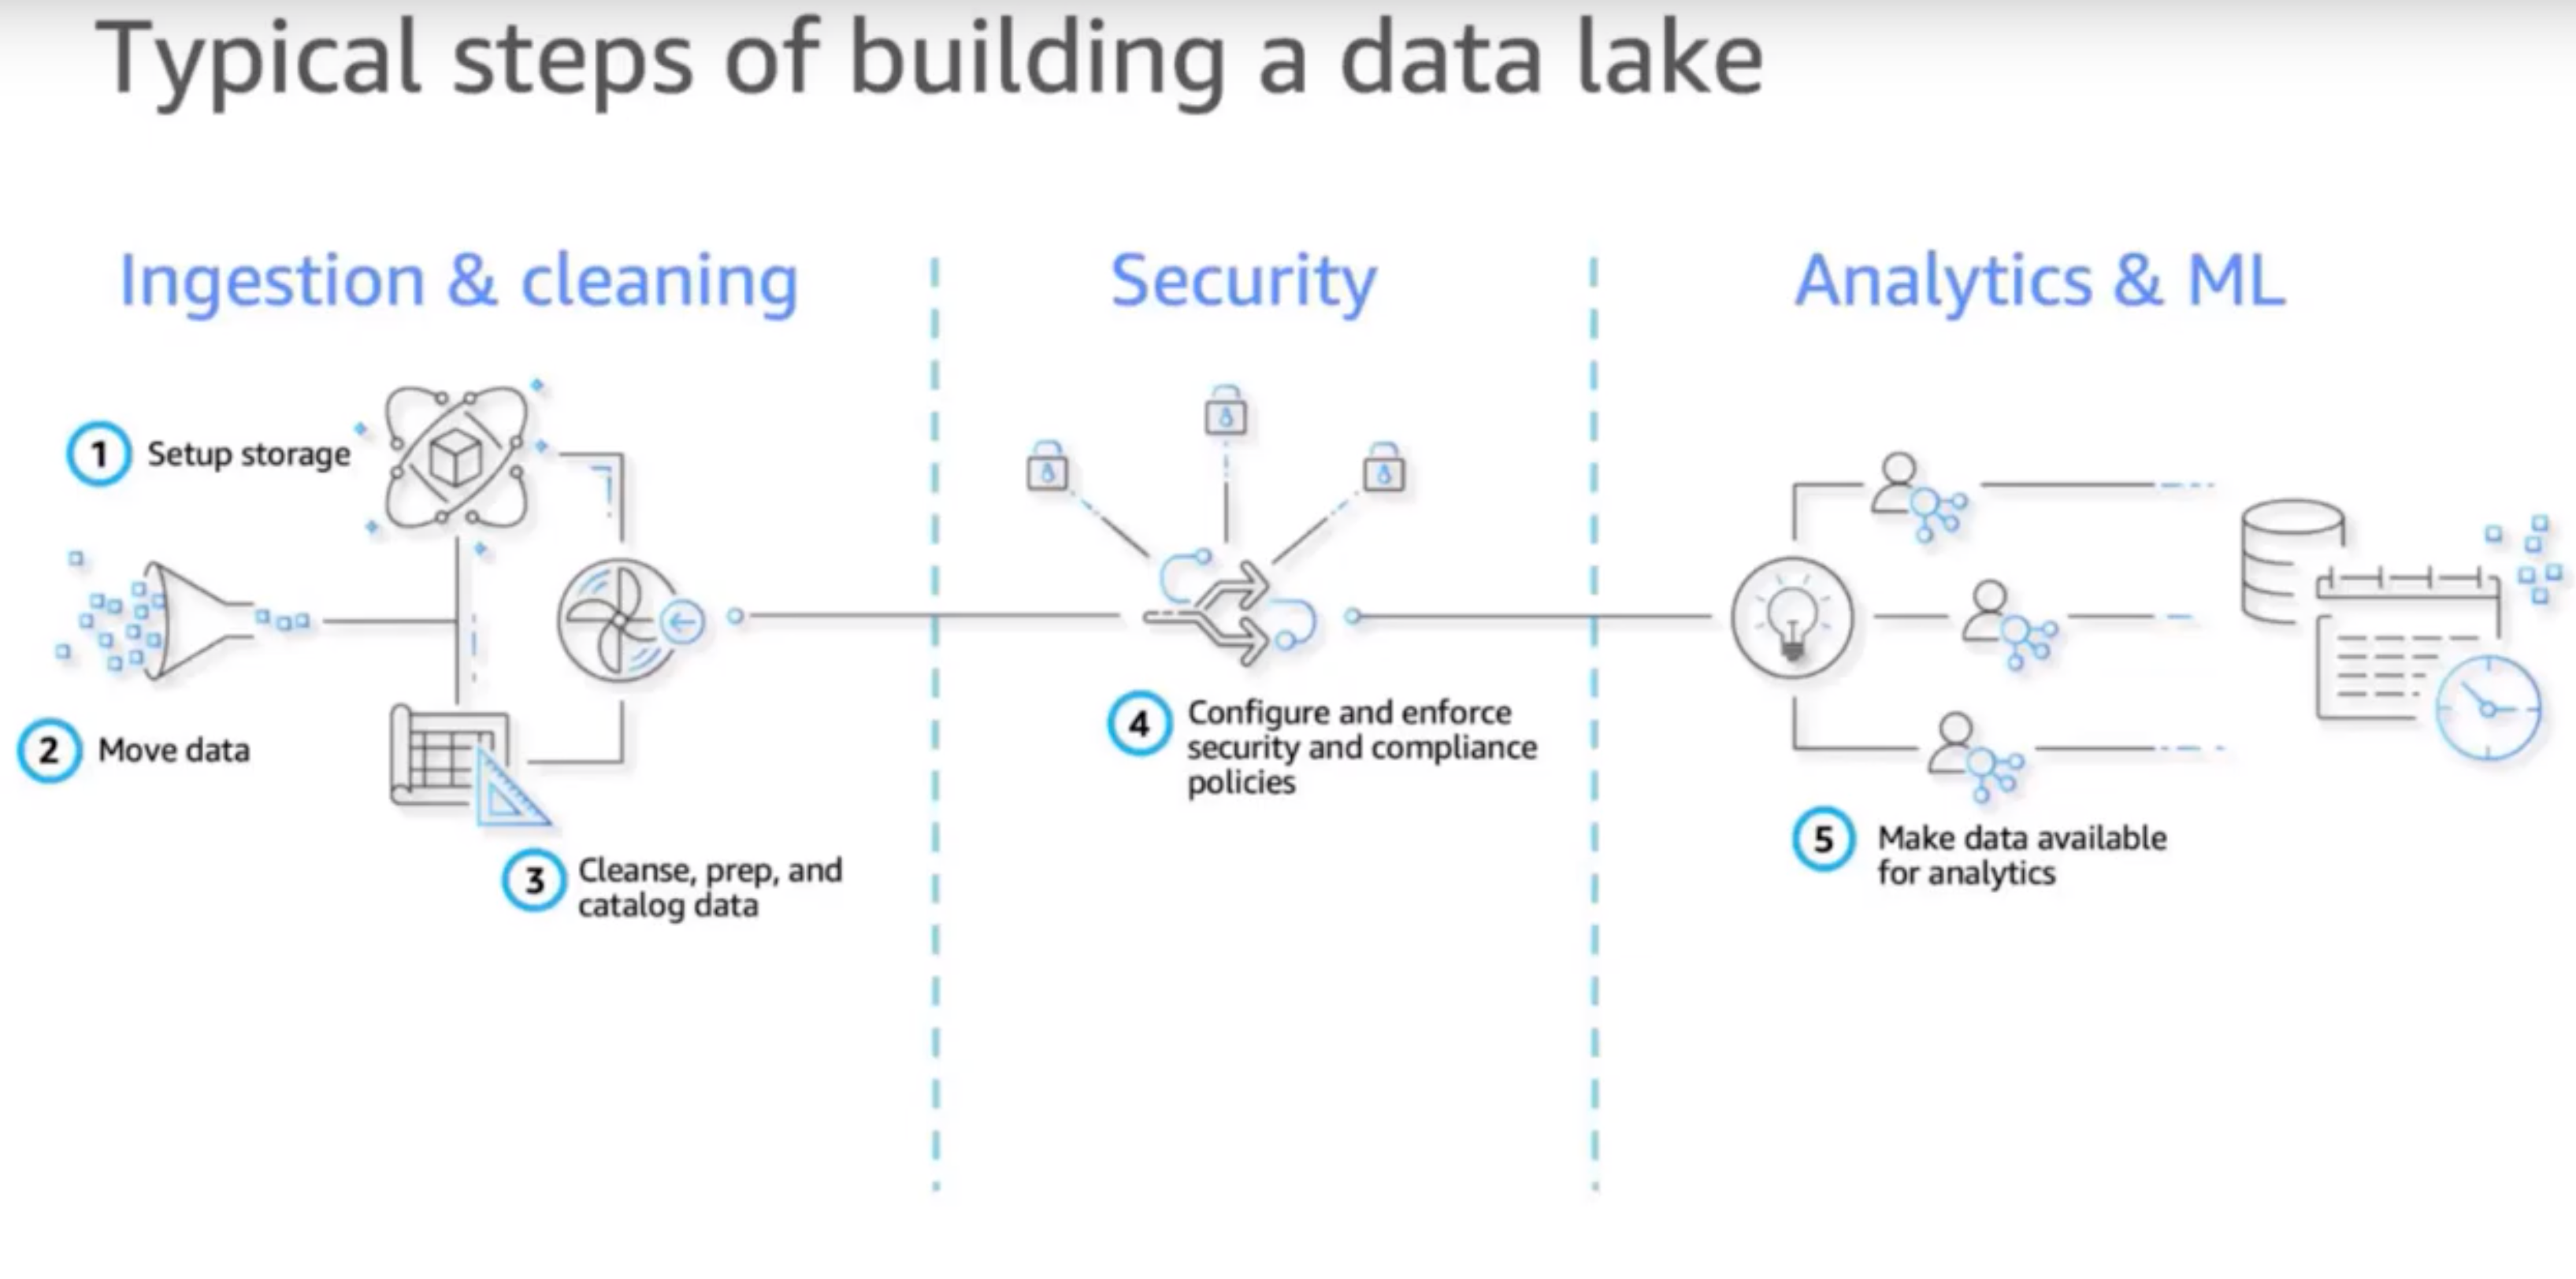 Typical steps of building a data lake
Ingestion & cleaning
1 Setup storage
2 Move data
3 Cleanse, prep, and
catalog data
Security
4 Configure and enforce
security and compliance
policies
Analytics & ML
5 Make data available
for analytics